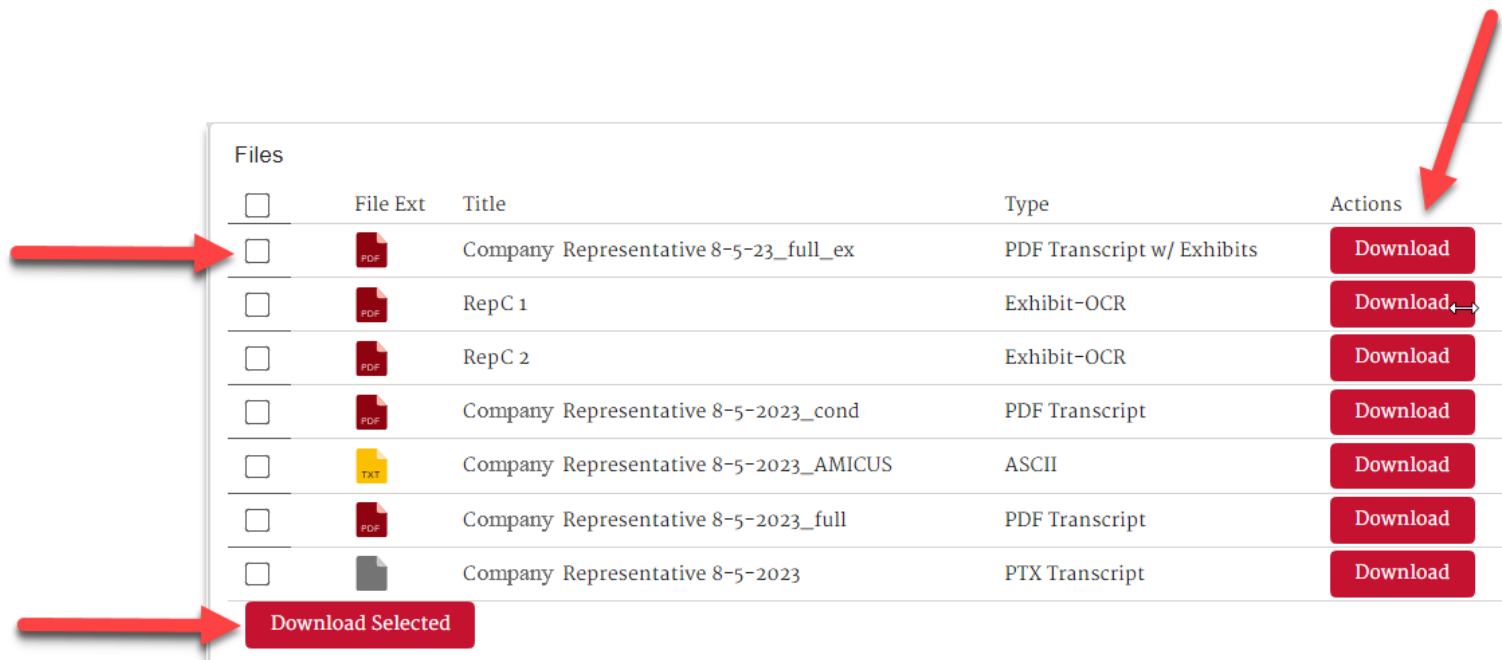 Files
File Ext Title Type Actions
PDF Company Representative 8-5-23_full_ex PDF Transcript w/ Exhibits Download
PDF RepC 1 Exhibit-OCR Download
PDF RepC 2 Exhibit-OCR Download
PDF Company Representative 8-5-2023_cond PDF Transcript Download
TXT Company Representative 8-5-2023_AMICUS ASCII Download
PDF Company Representative 8-5-2023_full PDF Transcript Download
Company Representative 8-5-2023 PTX Transcript Download
Download Selected